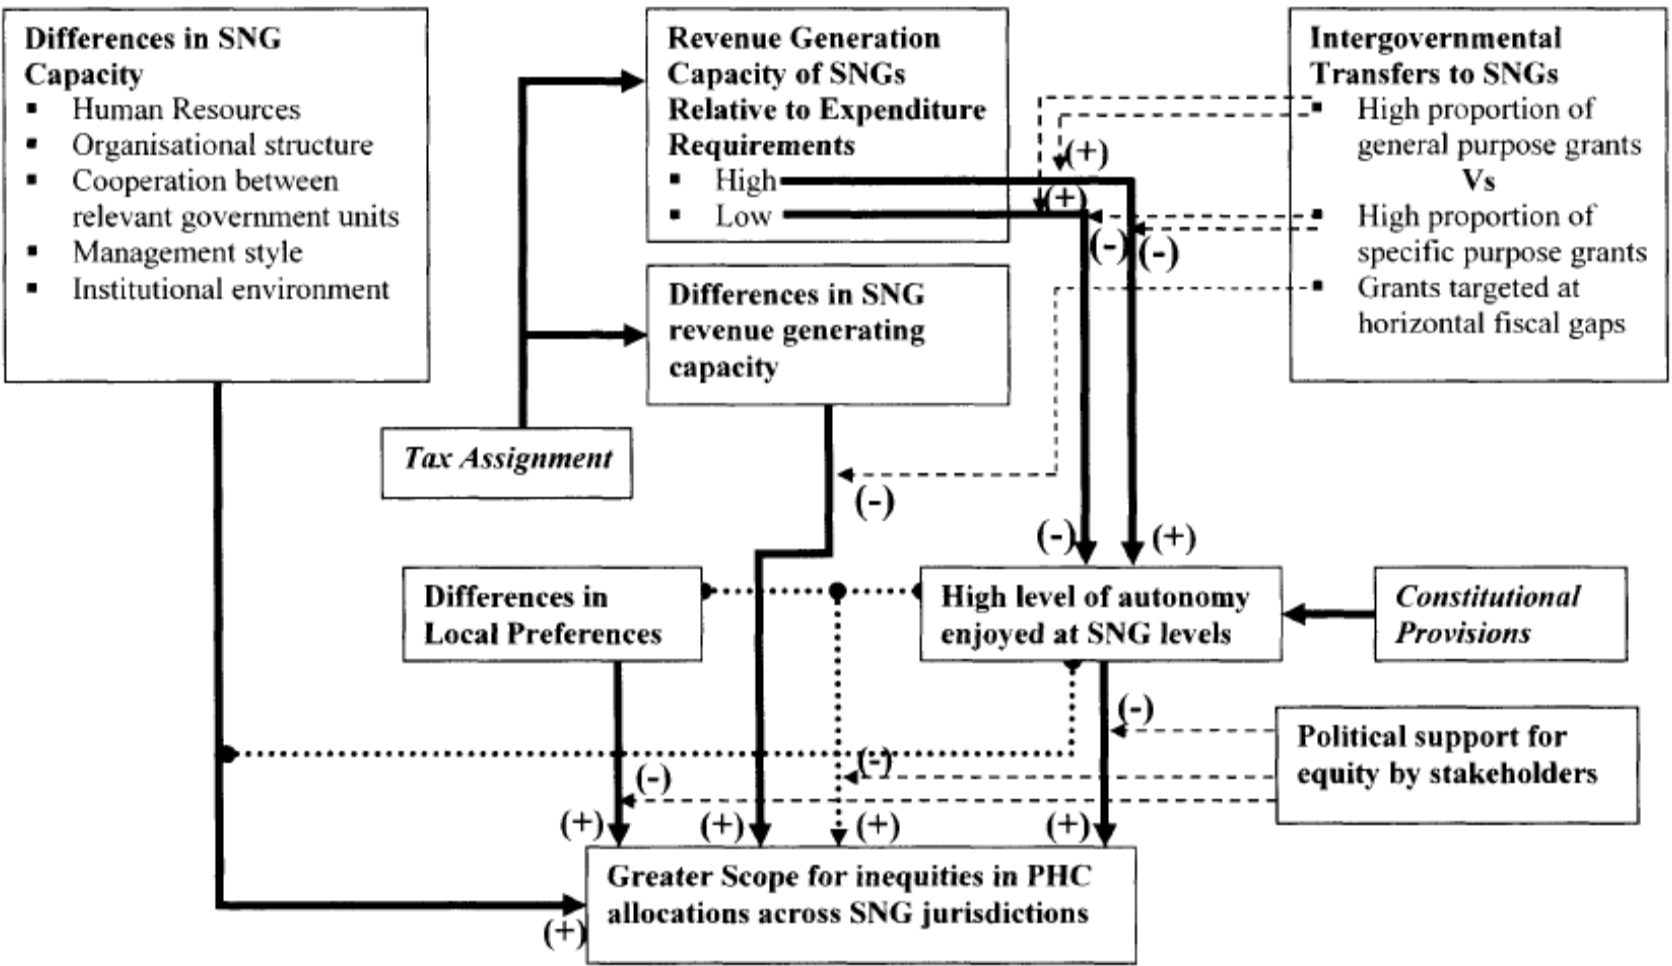 Differences in SNG
Capacity
▪ Human Resources
▪ Organisational structure
▪ Cooperation between
relevant government units
▪ Management style
▪ Institutional environment
Revenue Generation
Capacity of SNGs
Relative to Expenditure
Requirements
▪ High
▪ Low
Intergovernmental
Transfers to SNGs
▪ High proportion of
general purpose grants
Vs
▪ High proportion of
specific purpose grants
▪ Grants targeted at
horizontal fiscal gaps
(+)
(+)
(-)
(-)
Differences in SNG
revenue generating
capacity
Tax Assignment
(-)
(-)
(+)
Differences in
Local Preferences
High level of autonomy
enjoyed at SNG levels
Constitutional
Provisions
(-)
Political support for
equity by stakeholders
(-)
(-)
(+)
(+)
(+)
(+)
Greater Scope for inequities in PHC
allocations across SNG jurisdictions
(+)